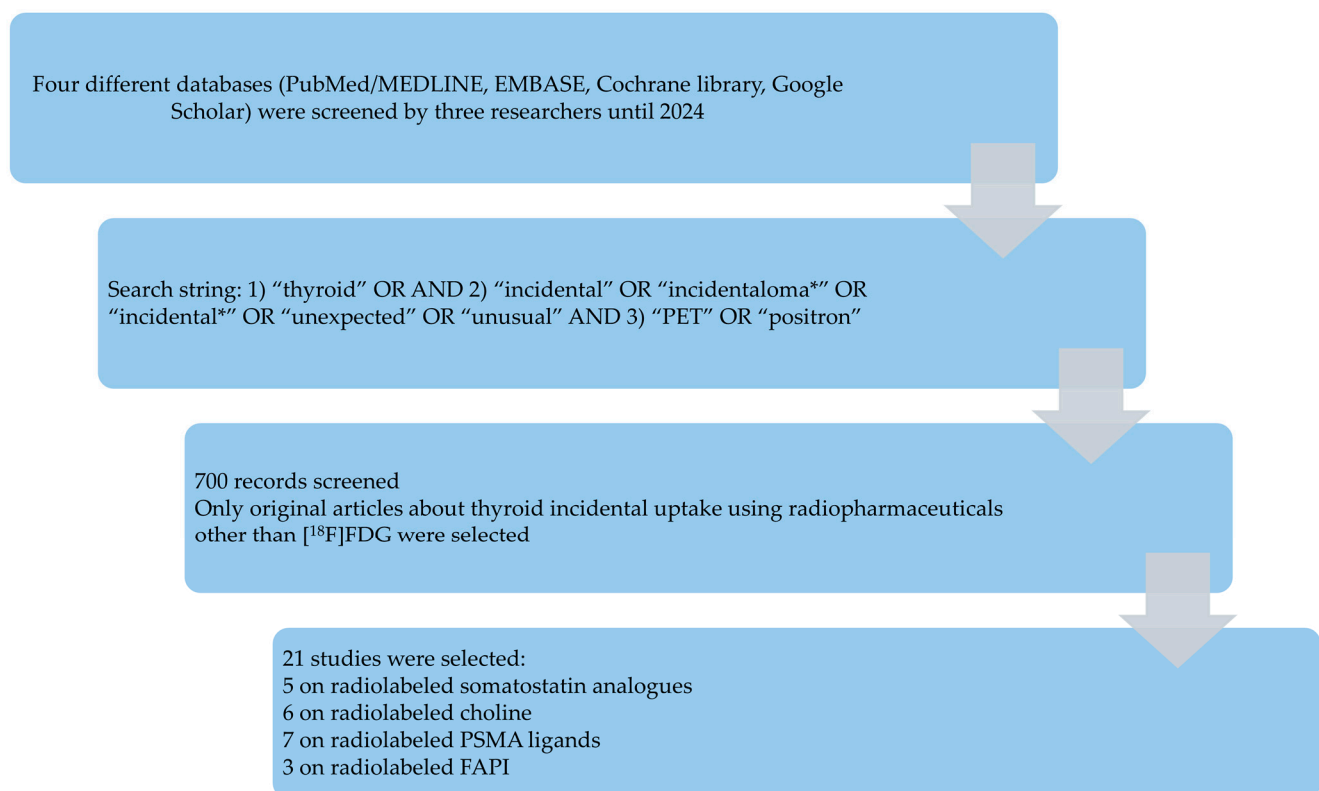 Four different databases (PubMed/MEDLINE, EMBASE, Cochrane library, Google
Scholar) were screened by three researchers until 2024
Search string: 1) “thyroid” OR AND 2) “incidental” OR “incidentaloma*” OR
“incidental*” OR “unexpected” OR “unusual” AND 3) “PET” OR “positron”
700 records screened
Only original articles about thyroid incidental uptake using radiopharmaceuticals
other than [¹⁸F]FDG were selected
21 studies were selected:
5 on radiolabeled somatostatin analogues
6 on radiolabeled choline
7 on radiolabeled PSMA ligands
3 on radiolabeled FAPI